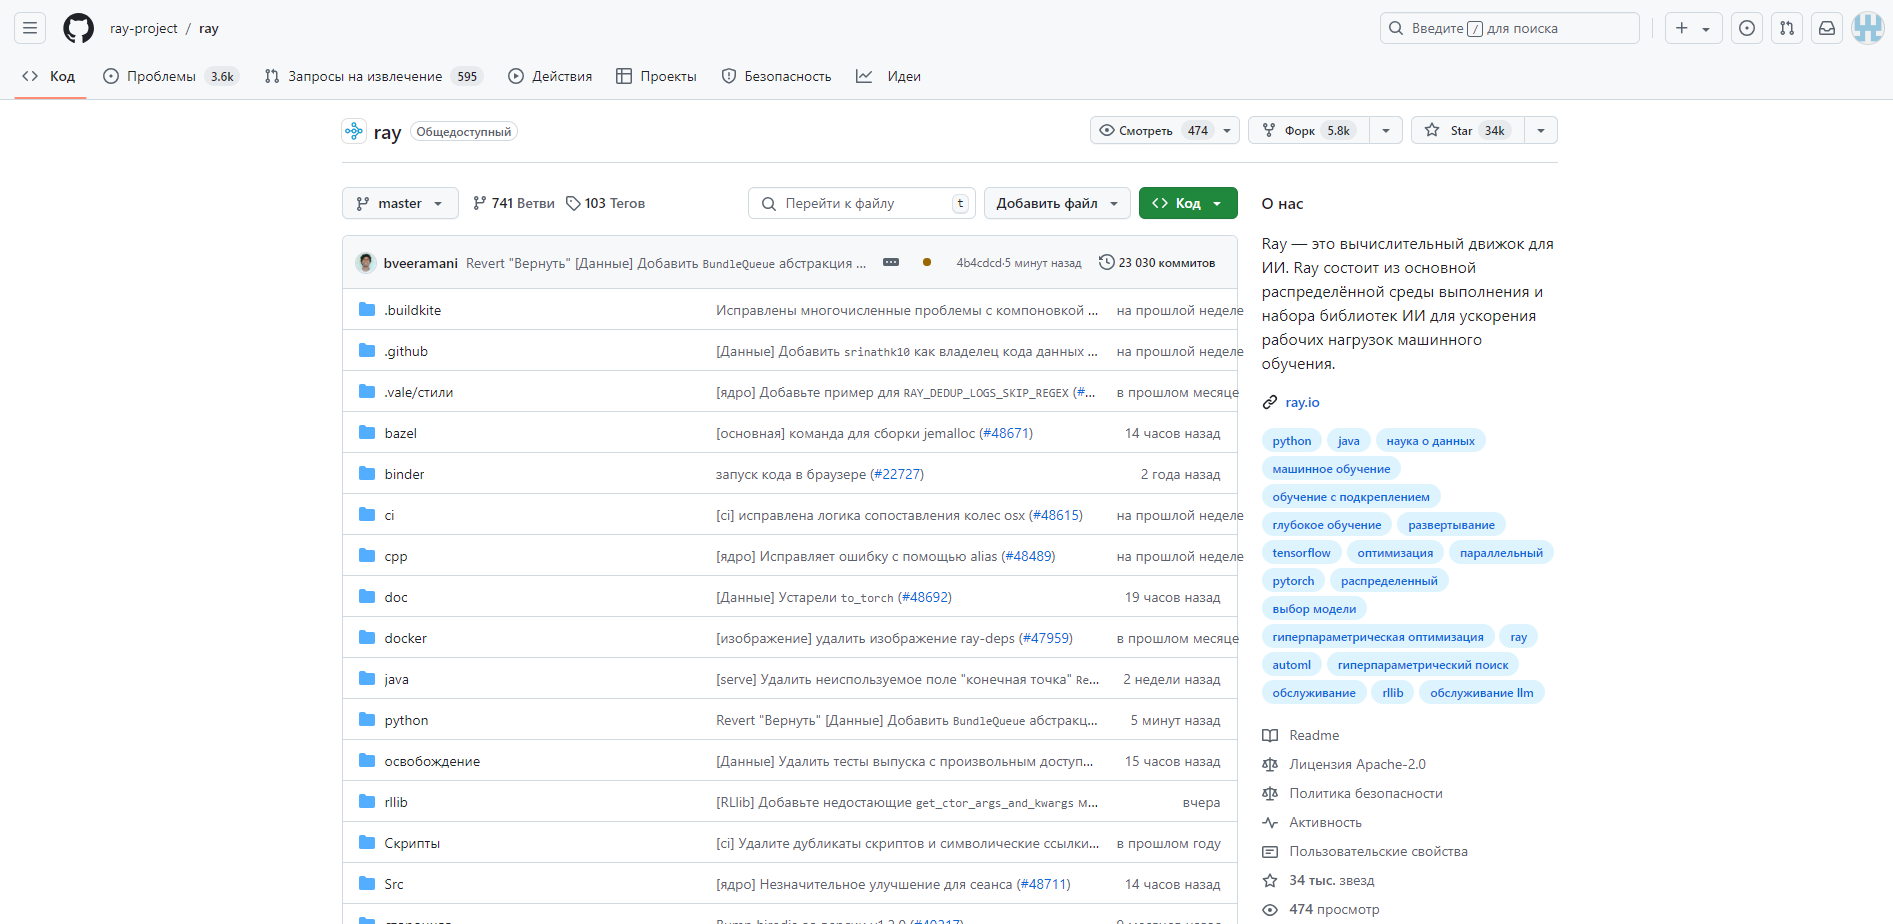 ray-project / ray
Введите / для поиска
Код
Проблемы 3.6k
Запросы на извлечение 595
Действия
Проекты
Безопасность
Идеи
ray Общедоступный
Смотреть 474
Форк 5.8k
Star 34k
master
741 Ветви
103 Тегов
Перейти к файлу t
Добавить файл
Код
bveeramani Revert "Вернуть" [Данные] Добавить BundleQueue абстракция ...
4b4cdcd·5 минут назад
23 030 коммитов
.buildkite Исправлены многочисленные проблемы с компоновкой ... на прошлой неделе
.github [Данные] Добавить srinathk10 как владелец кода данных ... на прошлой неделе
.vale/стили [ядро] Добавьте пример для RAY_DEDUP_LOGS_SKIP_REGEX (#... в прошлом месяце
bazel [основная] команда для сборки jemalloc (#48671) 14 часов назад
binder запуск кода в браузере (#22727) 2 года назад
ci [ci] исправлена логика сопоставления колес osx (#48615) на прошлой неделе
cpp [ядро] Исправляет ошибку с помощью alias (#48489) на прошлой неделе
doc [Данные] Устарели to_torch (#48692) 19 часов назад
docker [изображение] удалить изображение ray-deps (#47959) в прошлом месяце
java [serve] Удалить неиспользуемое поле "конечная точка" Re... 2 недели назад
python Revert "Вернуть" [Данные] Добавить BundleQueue абстракц... 5 минут назад
освобождение [Данные] Удалить тесты выпуска с произвольным доступ... 15 часов назад
rllib [RLlib] Добавьте недостающие get_ctor_args_and_kwargs м... вчера
Скрипты [ci] Удалите дубликаты скриптов и символические ссылки... в прошлом году
Src [ядро] Незначительное улучшение для сеанса (#48711) 14 часов назад
О нас
Ray — это вычислительный движок для
ИИ. Ray состоит из основной
распределённой среды выполнения и
набора библиотек ИИ для ускорения
рабочих нагрузок машинного
обучения.
ray.io
python java наука о данных
машинное обучение
обучение с подкреплением
глубокое обучение развертывание
tensorflow оптимизация параллельный
pytorch распределенный
выбор модели
гиперпараметрическая оптимизация ray
automl гиперпараметрический поиск
обслуживание rllib обслуживание llm
Readme
Лицензия Apache-2.0
Политика безопасности
Активность
Пользовательские свойства
34 тыс. звезд
474 просмотр